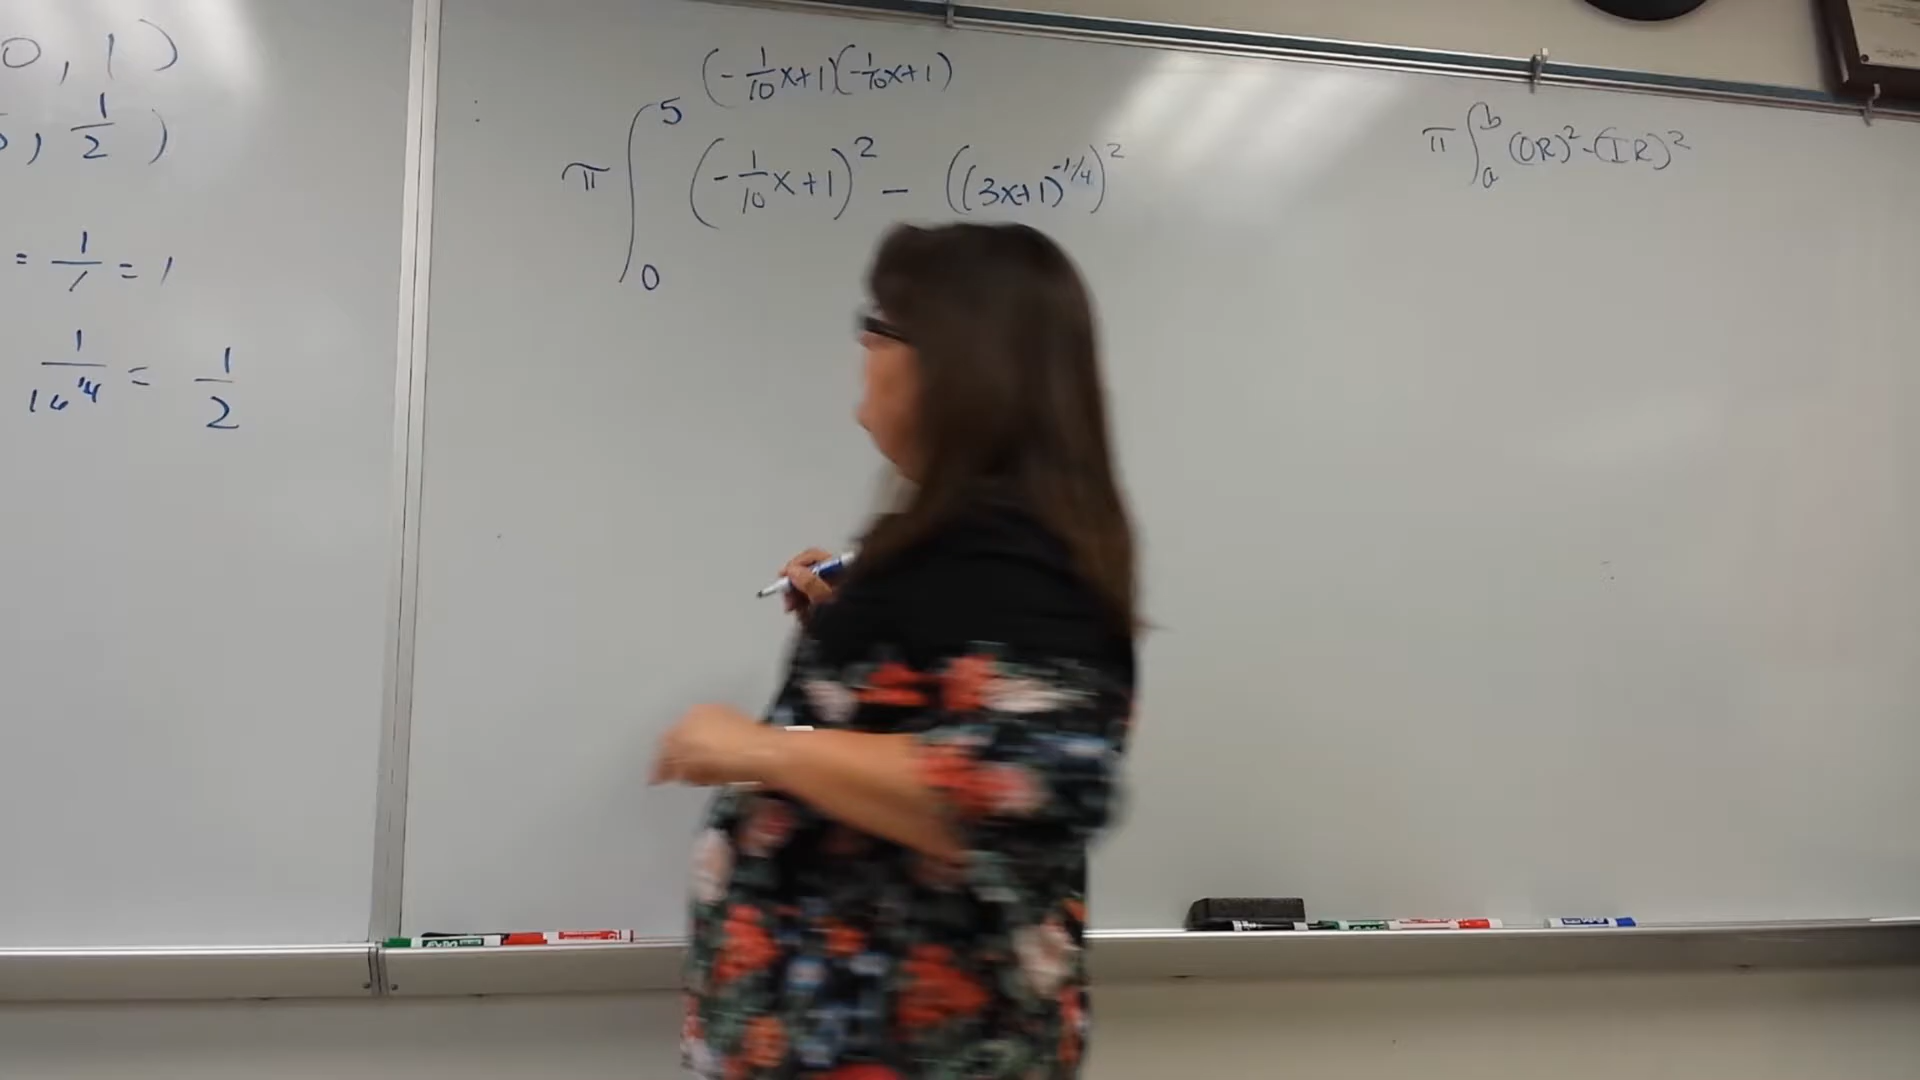 0, 1)
, 1/2)
= 1/1 = 1
1/16^1/4 = 1/2
(-1/10x+1)(-1/10x+1)
π∫₀⁵ (-1/10x+1)² - ((3x+1)^-1/4)²
π∫ₐᵇ (OR)² - (IR)²
EXPO